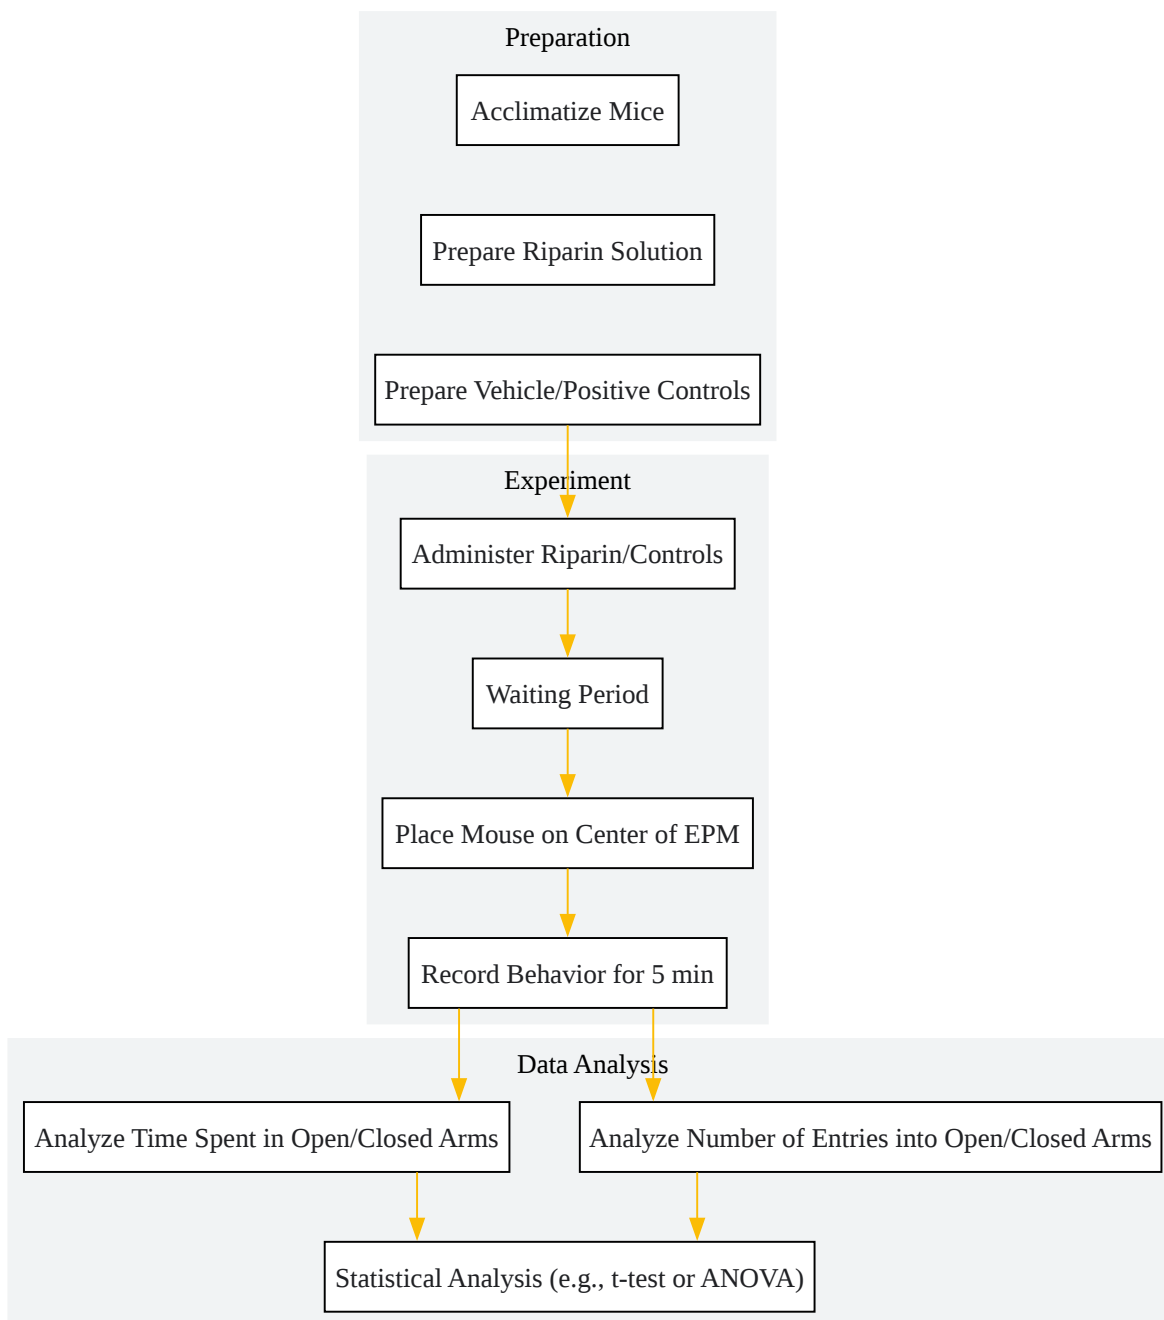 Preparation
Acclimatize Mice
Prepare Riparin Solution
Prepare Vehicle/Positive Controls
Experiment
Administer Riparin/Controls
Waiting Period
Place Mouse on Center of EPM
Record Behavior for 5 min
Data Analysis
Analyze Time Spent in Open/Closed Arms
Analyze Number of Entries into Open/Closed Arms
Statistical Analysis (e.g., t-test or ANOVA)